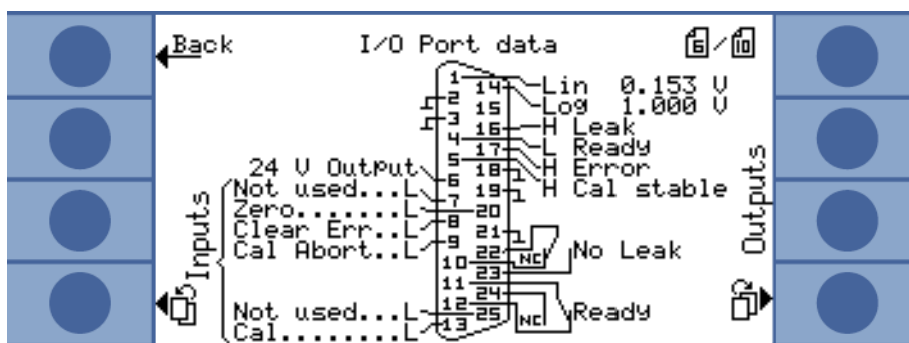 Back I/O Port data 6/10
1 14 Lin 0.153 V
2 15 Log 1.000 V
3 16 H Leak
4 17 L Ready
5 18 H Error
24 V Output 6 19 H Cal stable
Not used...L 7 20
Zero.......L 8 21
Clear Err..L 9 22 NC No Leak
Cal Abort..L 10 23
11 24 NC Ready
Not used...L 12 25
Cal........L 13
Inputs
Outputs